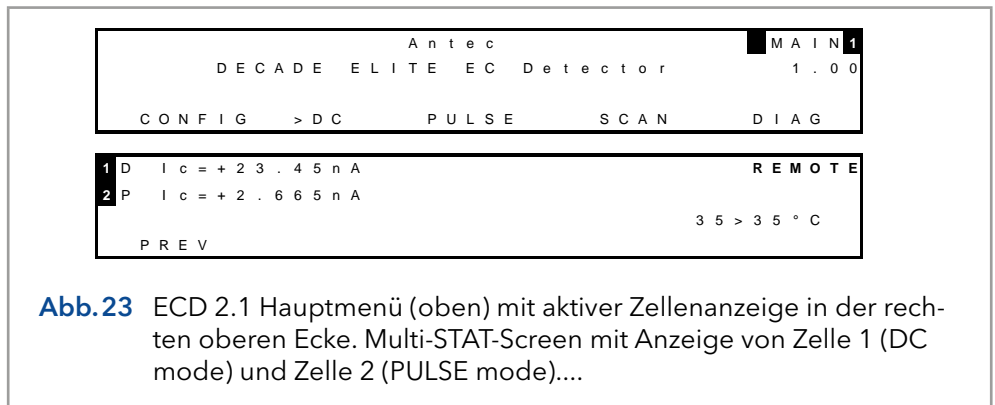 Antec MAIN 1
DECADE ELITE EC Detector 1.00
CONFIG >DC PULSE SCAN DIAG
1 D Ic=+23.45nA REMOTE
2 P Ic=+2.665nA
35>35°C
PREV
Abb.23 ECD 2.1 Hauptmenü (oben) mit aktiver Zellenanzeige in der rech-
ten oberen Ecke. Multi-STAT-Screen mit Anzeige von Zelle 1 (DC
mode) und Zelle 2 (PULSE mode)....